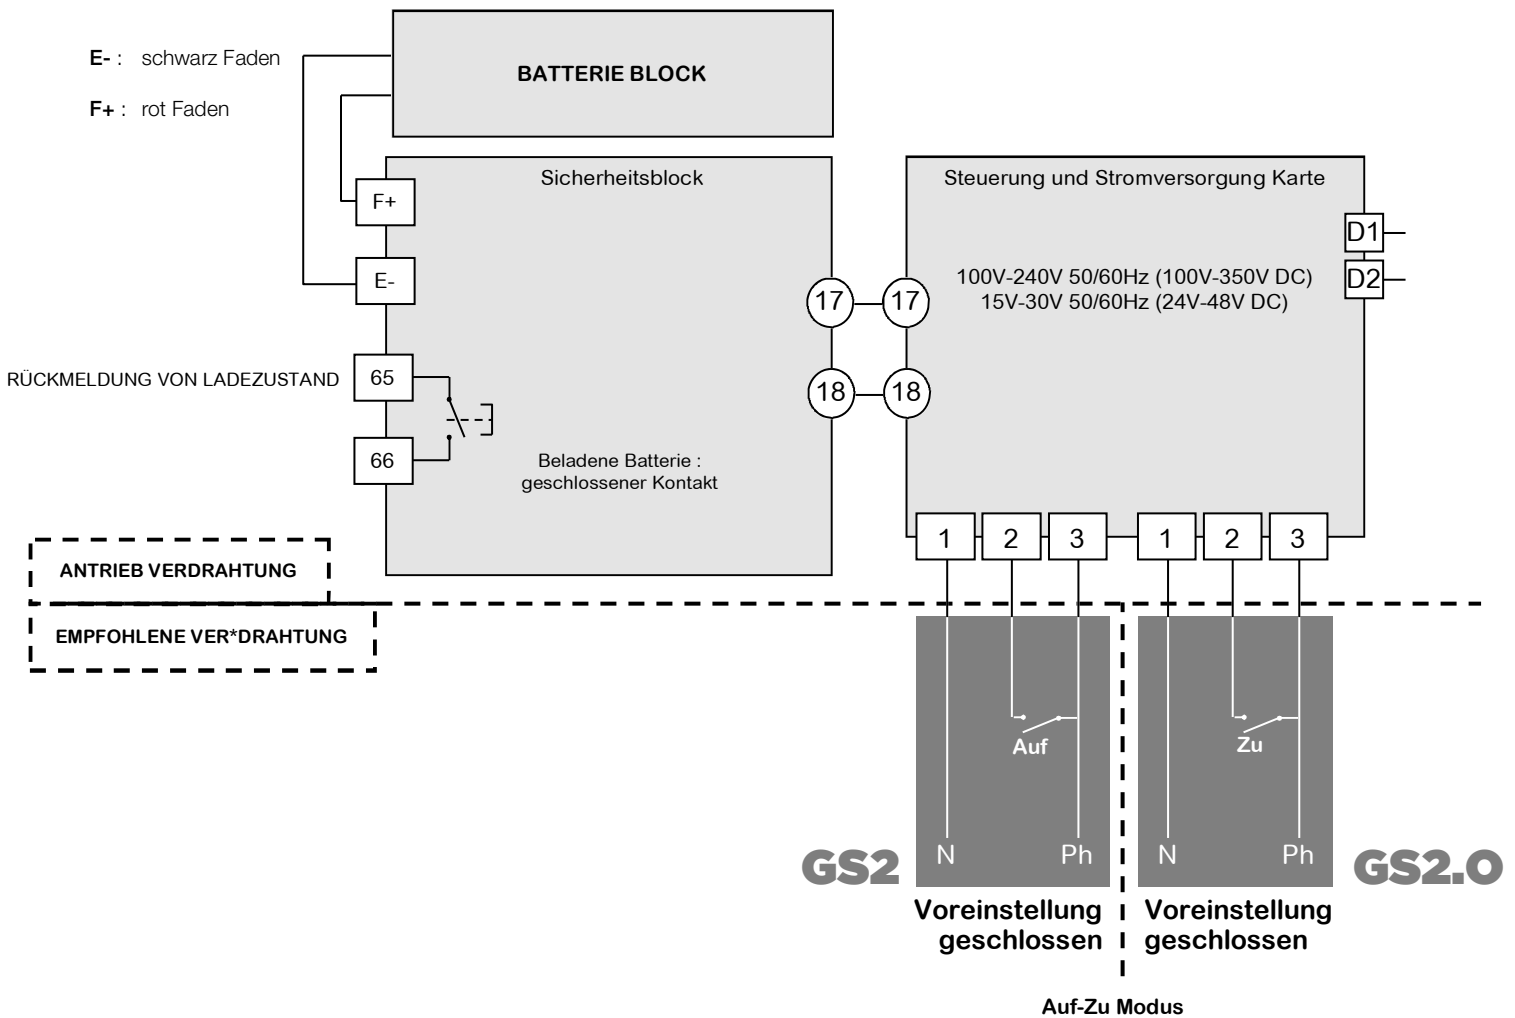 E- : schwarz Faden
F+ : rot Faden
BATTERIE BLOCK
Sicherheitsblock
F+
E-
RÜCKMELDUNG VON LADEZUSTAND
65
66
Beladene Batterie :
geschlossener Kontakt
17
18
Steuerung und Stromversorgung Karte
100V-240V 50/60Hz (100V-350V DC)
15V-30V 50/60Hz (24V-48V DC)
17
18
D1
D2
1 2 3
1 2 3
ANTRIEB VERDRAHTUNG
EMPFOHLENE VER*DRAHTUNG
Auf
N Ph
GS2
Voreinstellung
geschlossen
Zu
N Ph
GS2.0
Voreinstellung
geschlossen
Auf-Zu Modus